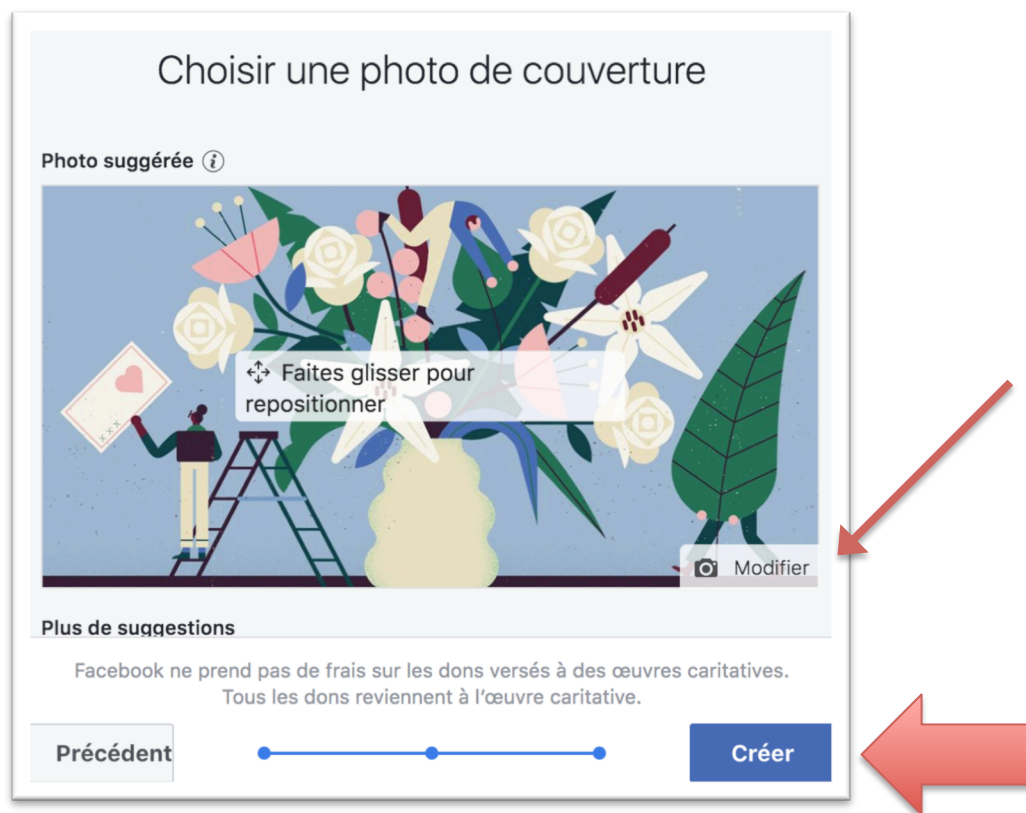 Choisir une photo de couverture
Photo suggérée
Faites glisser pour
repositionner
Modifier
Plus de suggestions
Facebook ne prend pas de frais sur les dons versés à des œuvres caritatives.
Tous les dons reviennent à l'œuvre caritative.
Précédent
Créer